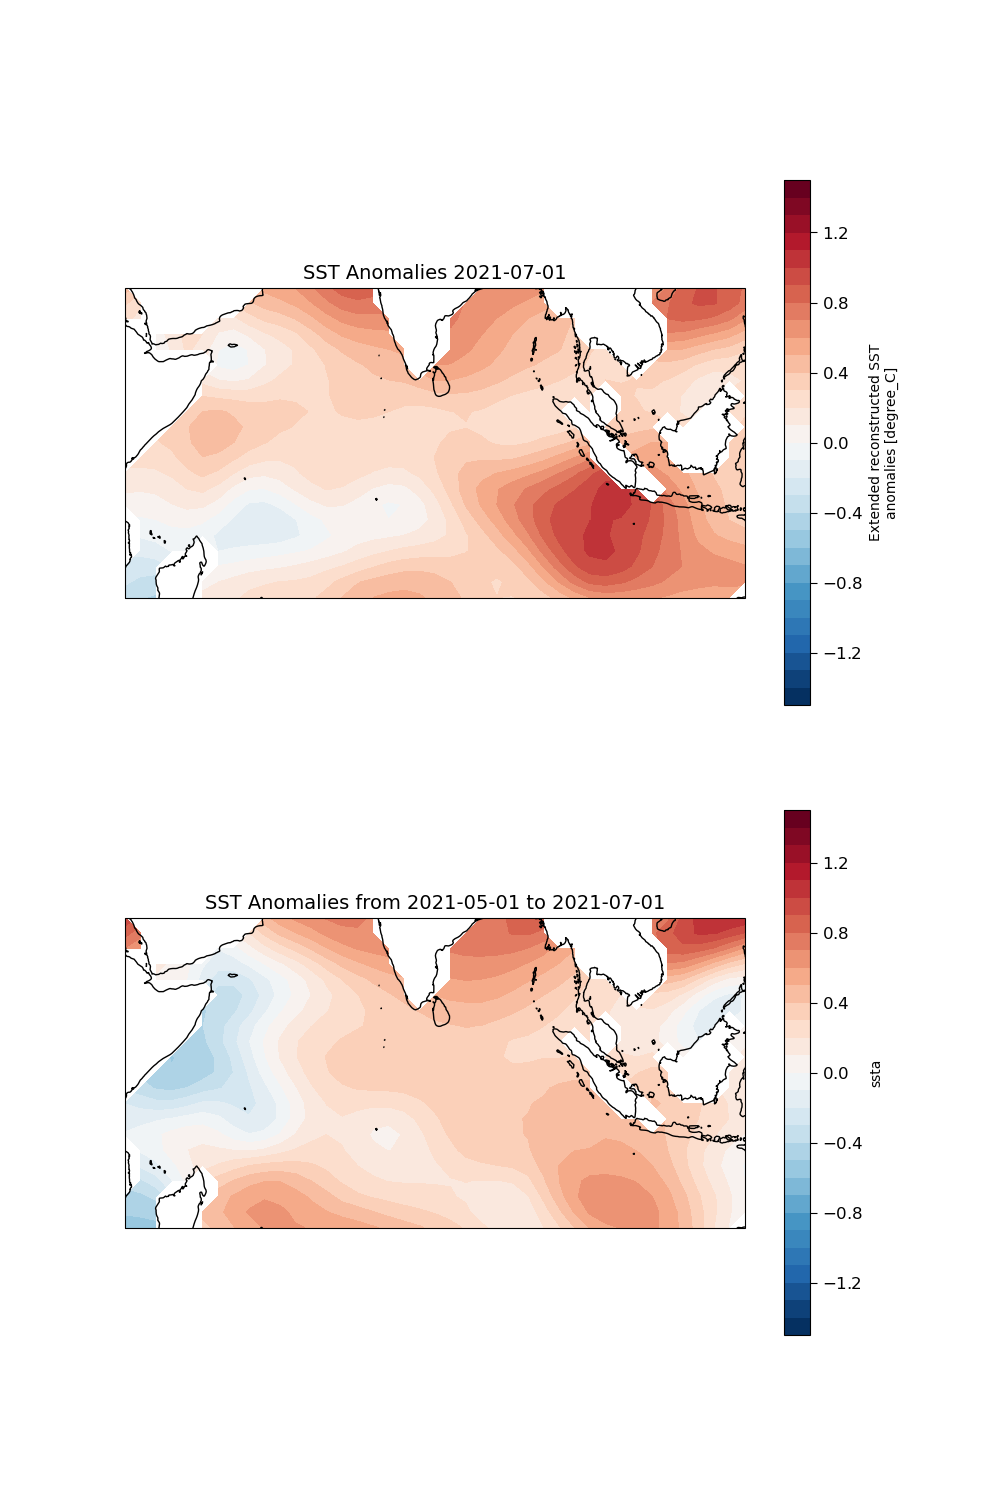 SST Anomalies 2021-07-01
1.2
0.8
0.4
0.0
−0.4
−0.8
−1.2
Extended reconstructed SST
anomalies [degree_C]
SST Anomalies from 2021-05-01 to 2021-07-01
1.2
0.8
0.4
0.0
−0.4
−0.8
−1.2
ssta